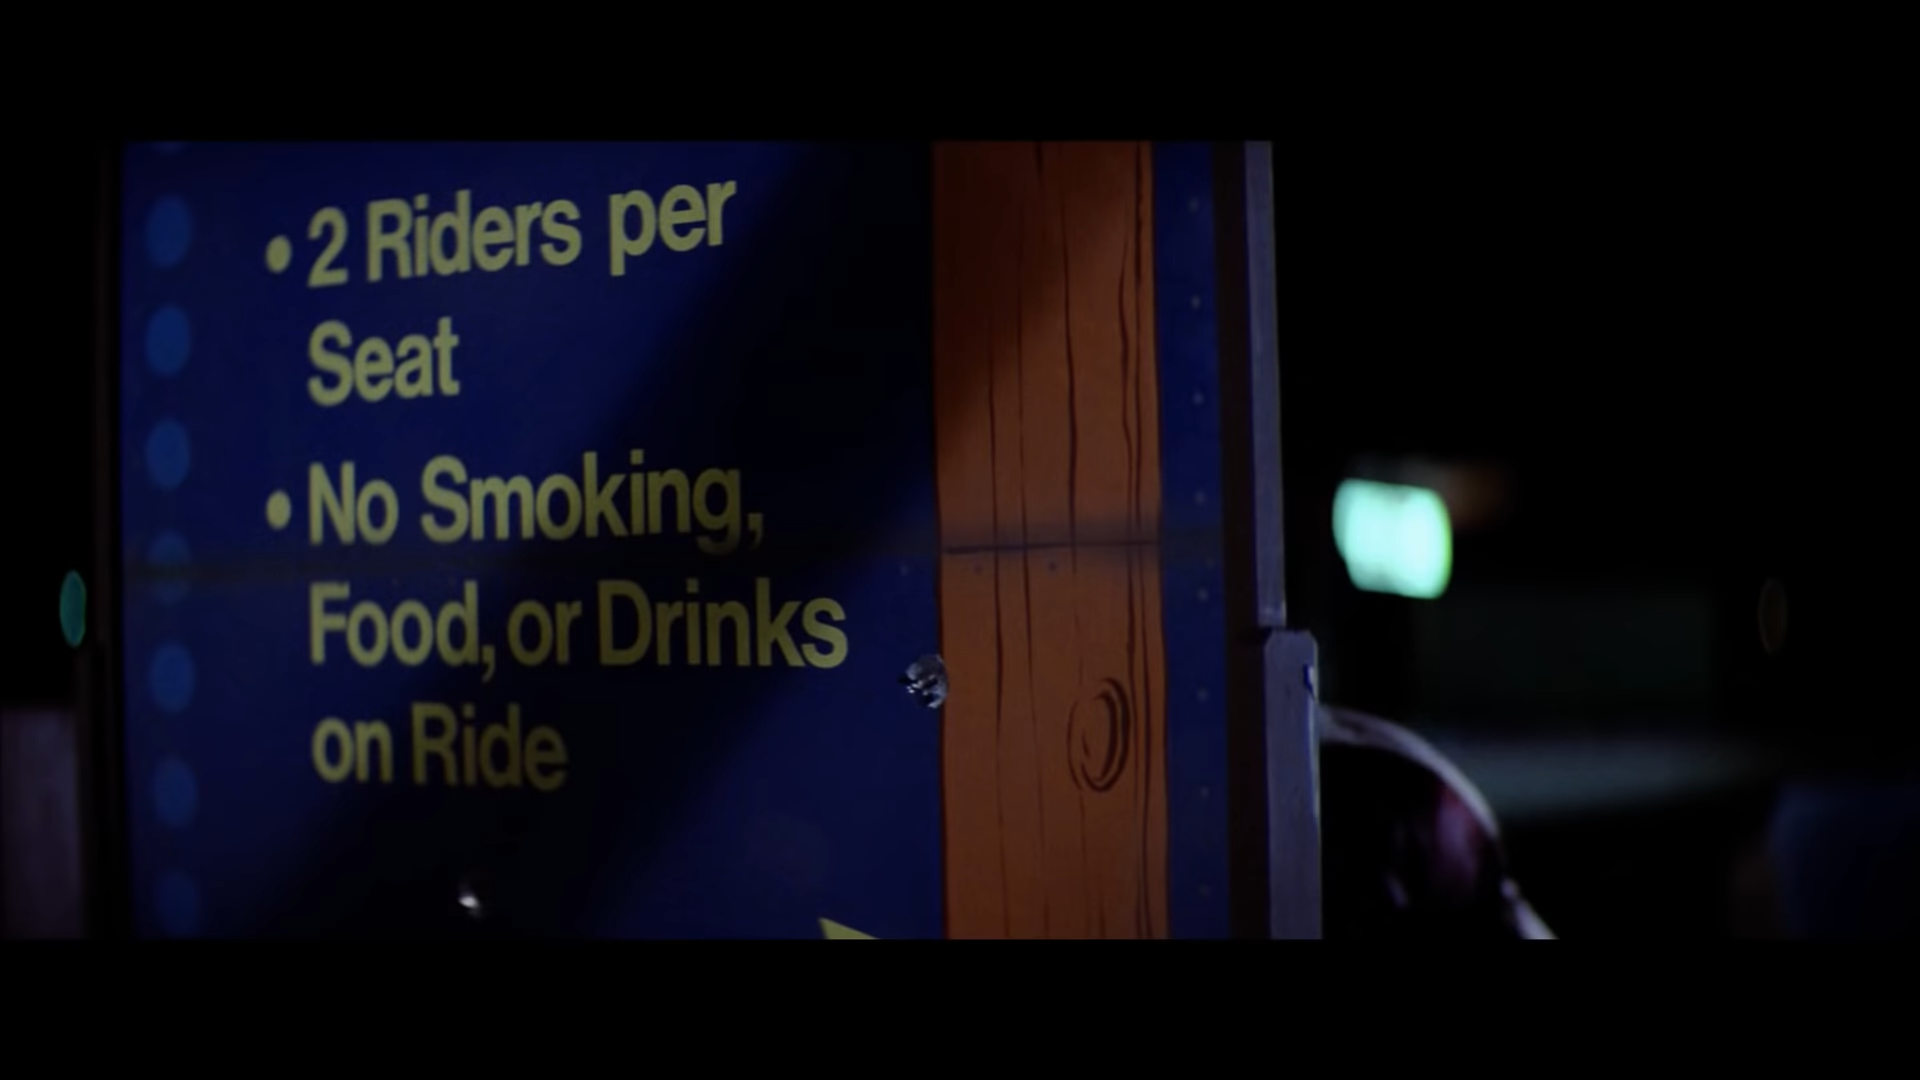 • 2 Riders per
Seat
• No Smoking,
Food, or Drinks
on Ride